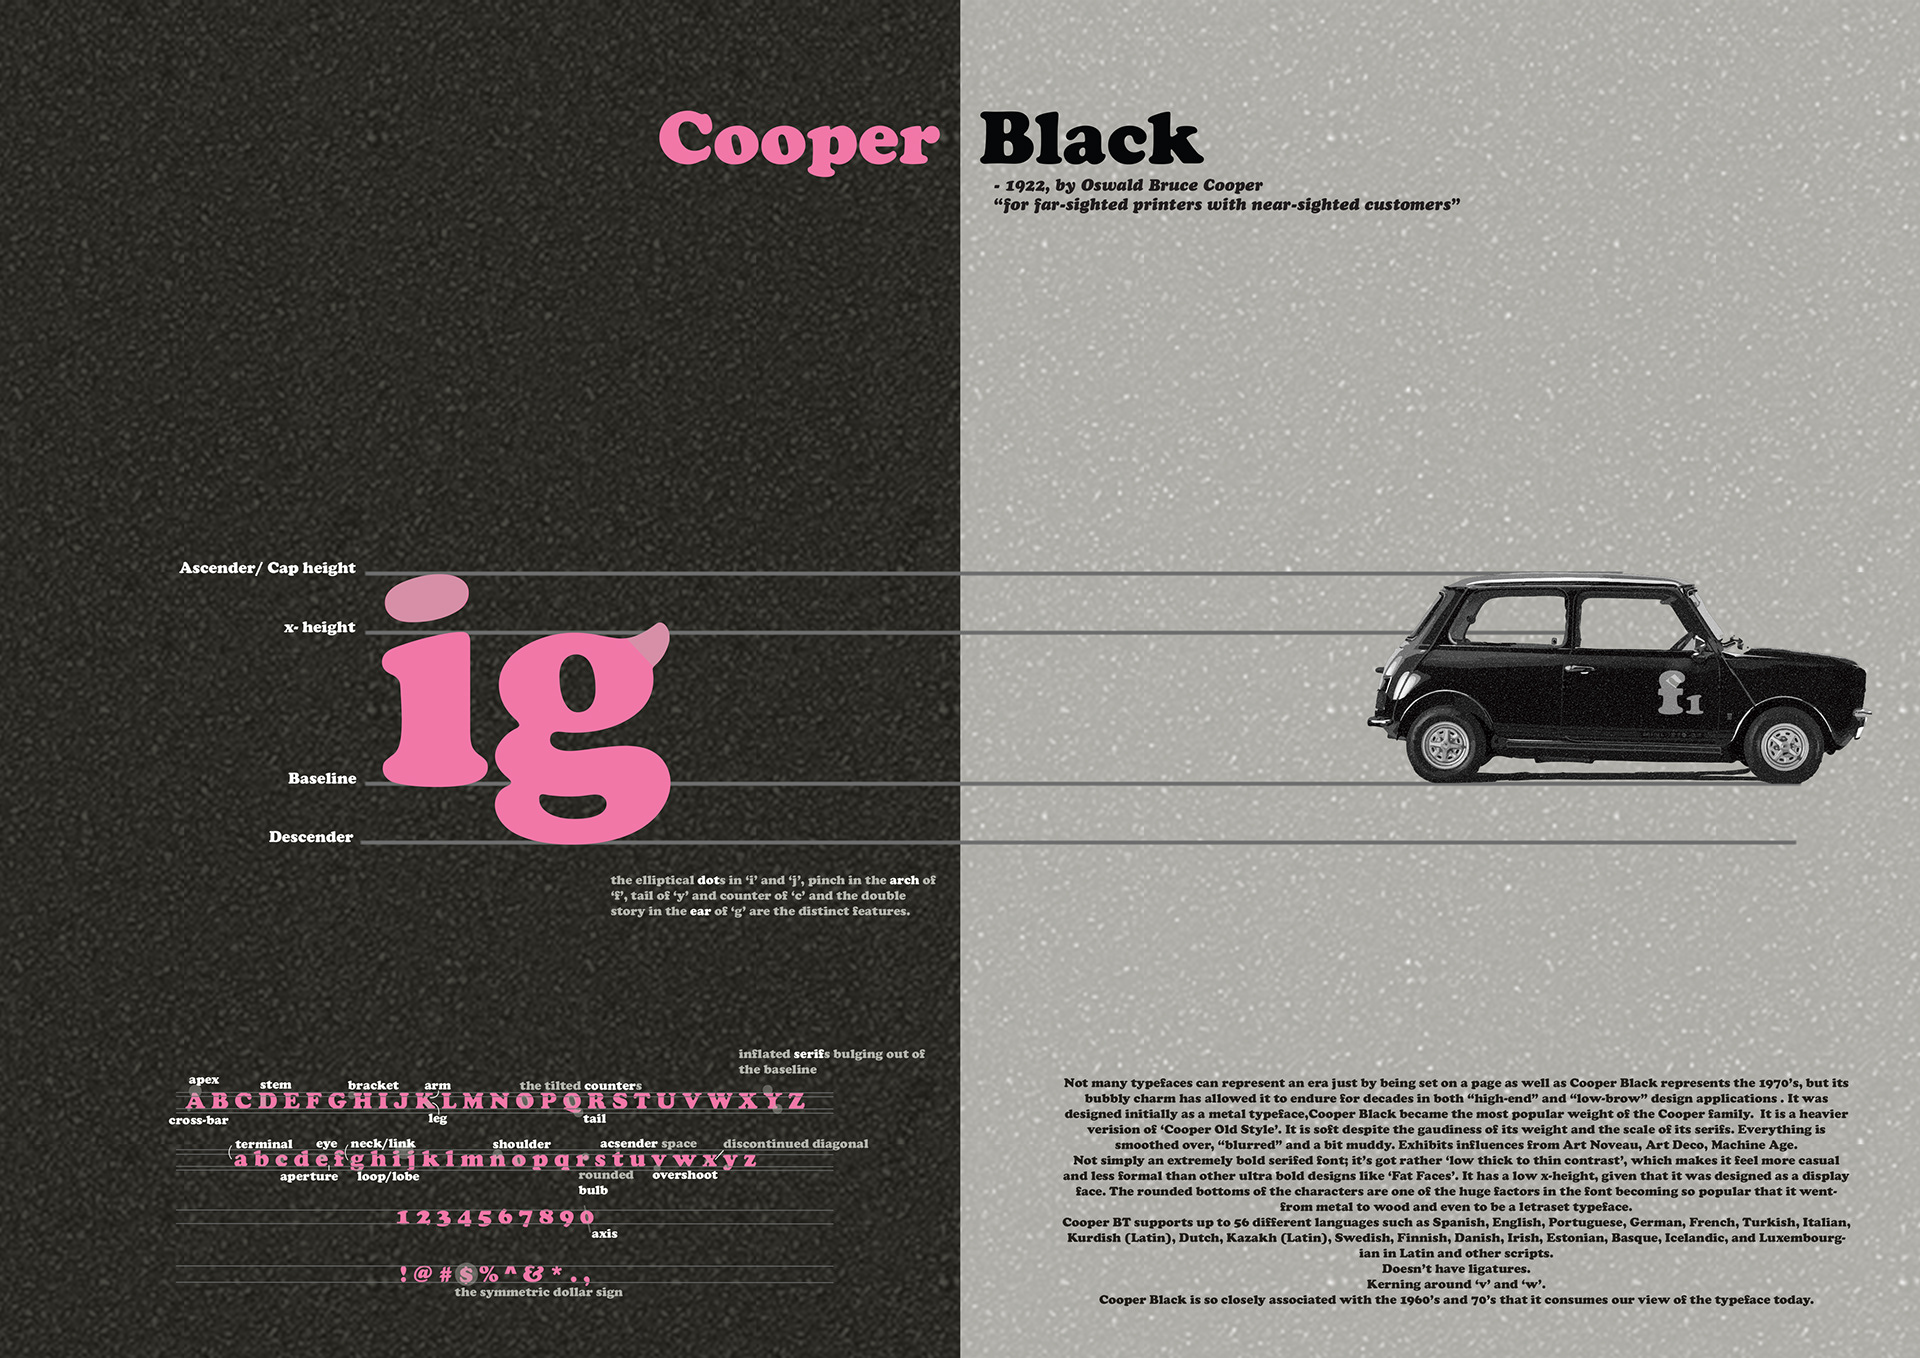 Cooper Black
- 1922, by Oswald Bruce Cooper
“for far-sighted printers with near-sighted customers”
Ascender/ Cap height
x- height
ig
f1
Baseline
Descender
the elliptical dots in ‘i’ and ‘j’, pinch in the arch of
‘f’, tail of ‘y’ and counter of ‘c’ and the double
story in the ear of ‘g’ are the distinct features.
inflated serifs bulging out of
the baseline
apex
stem
bracket
arm
the tilted counters
ABCDEFGHIJKLMNOPQRSTUVWXYZ
cross-bar
leg
tail
terminal
eye
neck/link
shoulder
acsender space
discontinued diagonal
abcdefghijklmnopqrstuvwxyz
aperture
loop/lobe
rounded
bulb
overshoot
1234567890
axis
!@#$%^&*.,
the symmetric dollar sign
Not many typefaces can represent an era just by being set on a page as well as Cooper Black represents the 1970’s, but its
bubbly charm has allowed it to endure for decades in both “high-end” and “low-brow” design applications . It was
designed initially as a metal typeface,Cooper Black became the most popular weight of the Cooper family.  It is a heavier
verision of ‘Cooper Old Style’. It is soft despite the gaudiness of its weight and the scale of its serifs. Everything is
smoothed over, “blurred” and a bit muddy. Exhibits influences from Art Noveau, Art Deco, Machine Age.
Not simply an extremely bold serifed font; it’s got rather ‘low thick to thin contrast’, which makes it feel more casual
and less formal than other ultra bold designs like ‘Fat Faces’. It has a low x-height, given that it was designed as a display
face. The rounded bottoms of the characters are one of the huge factors in the font becoming so popular that it went-
from metal to wood and even to be a letraset typeface.
Cooper BT supports up to 56 different languages such as Spanish, English, Portuguese, German, French, Turkish, Italian,
Kurdish (Latin), Dutch, Kazakh (Latin), Swedish, Finnish, Danish, Irish, Estonian, Basque, Icelandic, and Luxembourg-
ian in Latin and other scripts.
Doesn’t have ligatures.
Kerning around ‘v’ and ‘w’.
Cooper Black is so closely associated with the 1960’s and 70’s that it consumes our view of the typeface today.